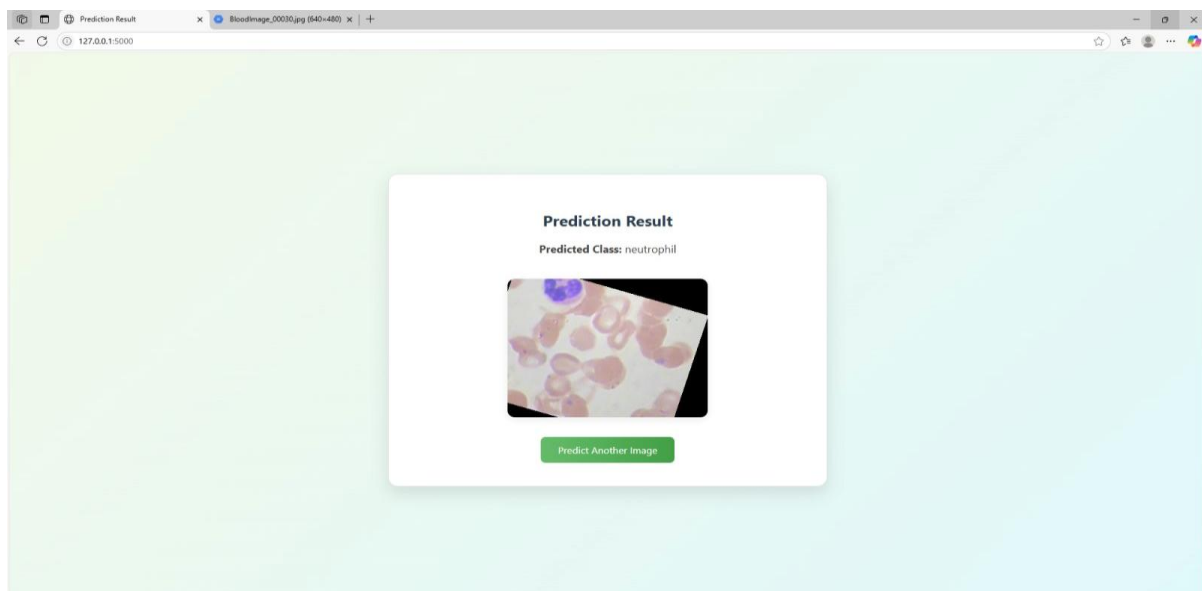 Prediction Result
BloodImage_00030.jpg (640×480)
127.0.0.1:5000
Prediction Result
Predicted Class: neutrophil
Predict Another Image